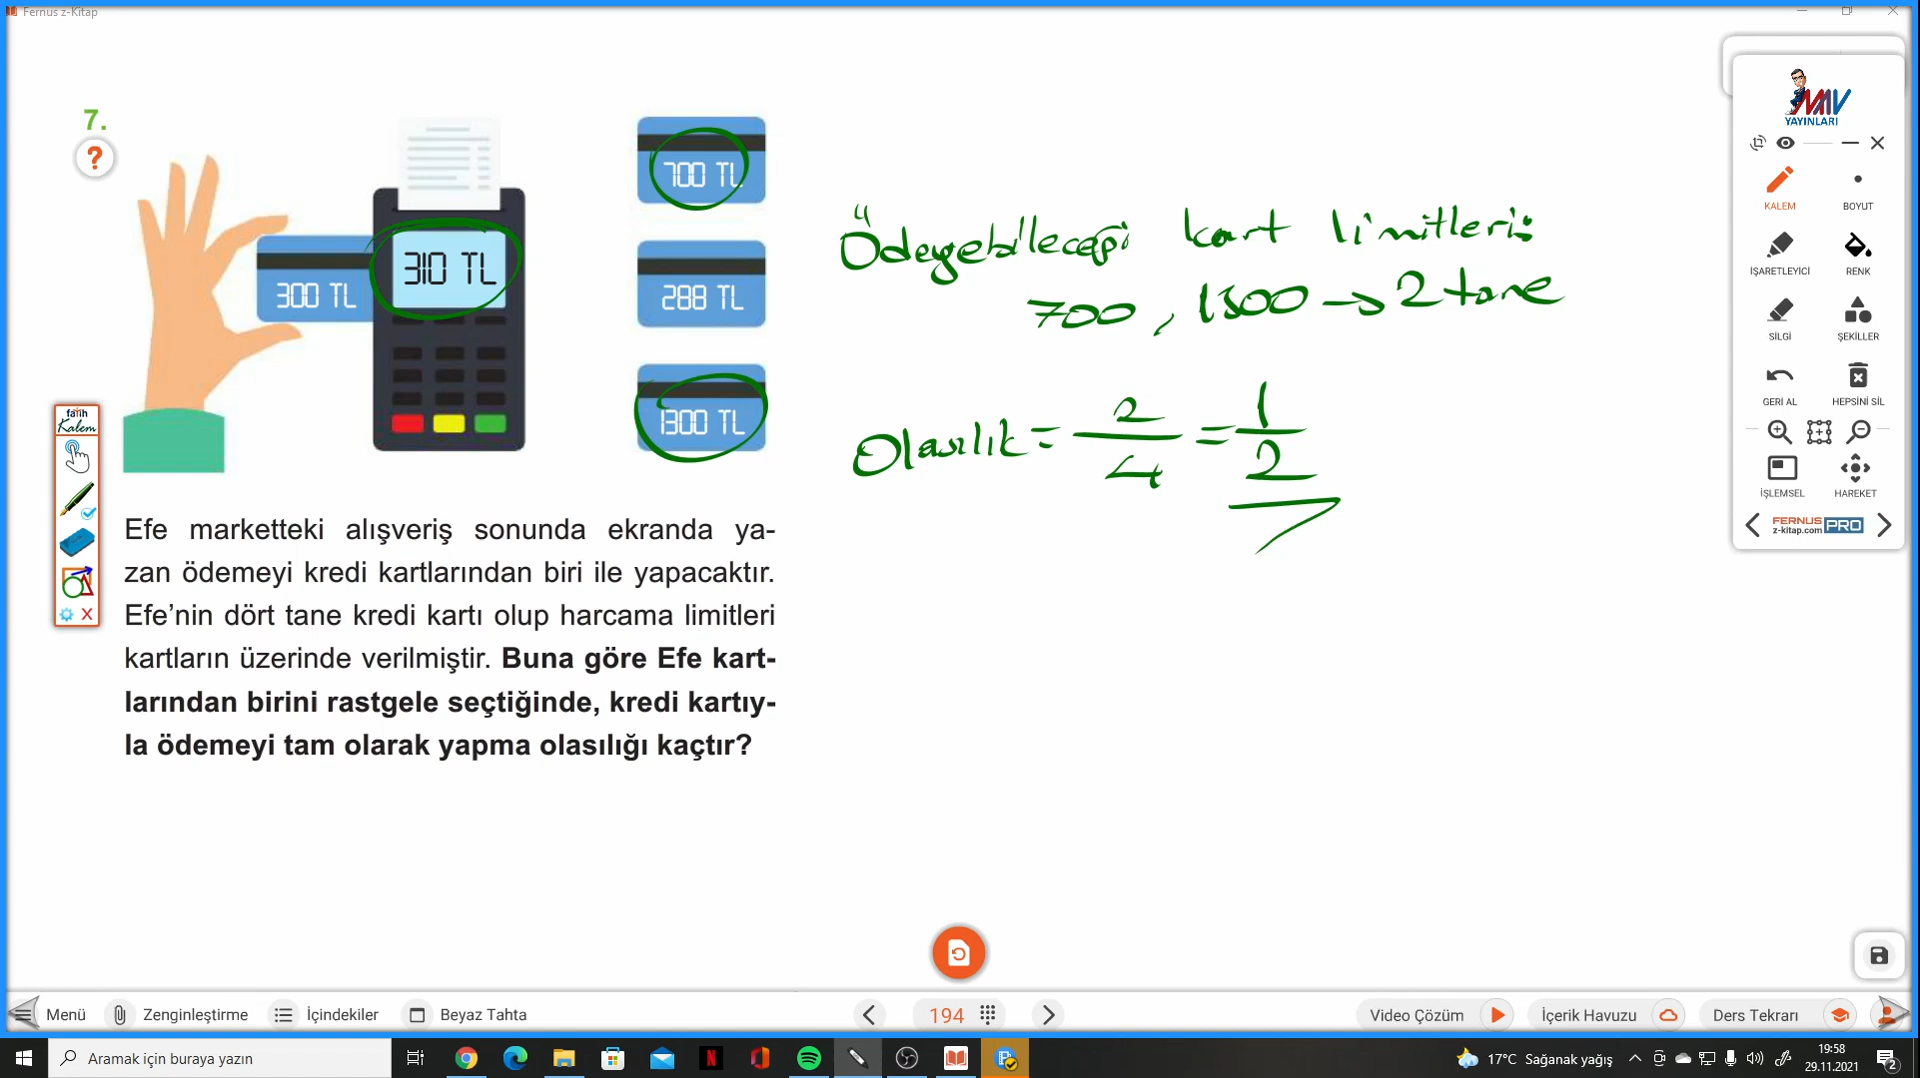 Fernus z-Kitap
7.
?
300 TL
310 TL
700 TL
288 TL
1300 TL
Ödeyebileceği kart limitleri:
700, 1300 → 2 tane
Olasılık = 2/4 = 1/2
Efe marketteki alışveriş sonunda ekranda ya-
zan ödemeyi kredi kartlarından biri ile yapacaktır.
Efe’nin dört tane kredi kartı olup harcama limitleri
kartların üzerinde verilmiştir. Buna göre Efe kart-
larından birini rastgele seçtiğinde, kredi kartıy-
la ödemeyi tam olarak yapma olasılığı kaçtır?
fatih
Kalem
MAV
YAYINLARI
KALEM
BOYUT
İŞARETLEYİCİ
RENK
SİLGİ
ŞEKİLLER
GERİ AL
HEPSİNİ SİL
İŞLEMSEL
HAREKET
FERNUS PRO
z-kitap.com
Menü
Zenginleştirme
İçindekiler
Beyaz Tahta
194
Video Çözüm
İçerik Havuzu
Ders Tekrarı
Aramak için buraya yazın
17°C Sağanak yağış
19:58
29.11.2021
2